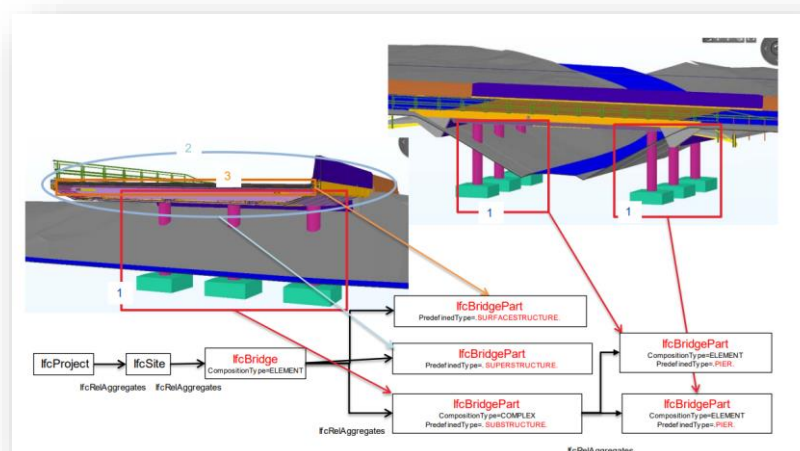 2
3
1
1
1
IfcBridgePart
PredefinedType=.SURFACESTRUCTURE.
IfcProject
IfcSite
IfcBridge
CompositionType=ELEMENT
IfcBridgePart
PredefinedType=.SUPERSTRUCTURE.
IfcBridgePart
CompositionType=ELEMENT
PredefinedType=.PIER.
IfcRelAggregates
IfcRelAggregates
IfcRelAggregates
IfcBridgePart
CompositionType=COMPLEX
PredefinedType=.SUBSTRUCTURE.
IfcBridgePart
CompositionType=ELEMENT
PredefinedType=.PIER.
IfcRelAggregates